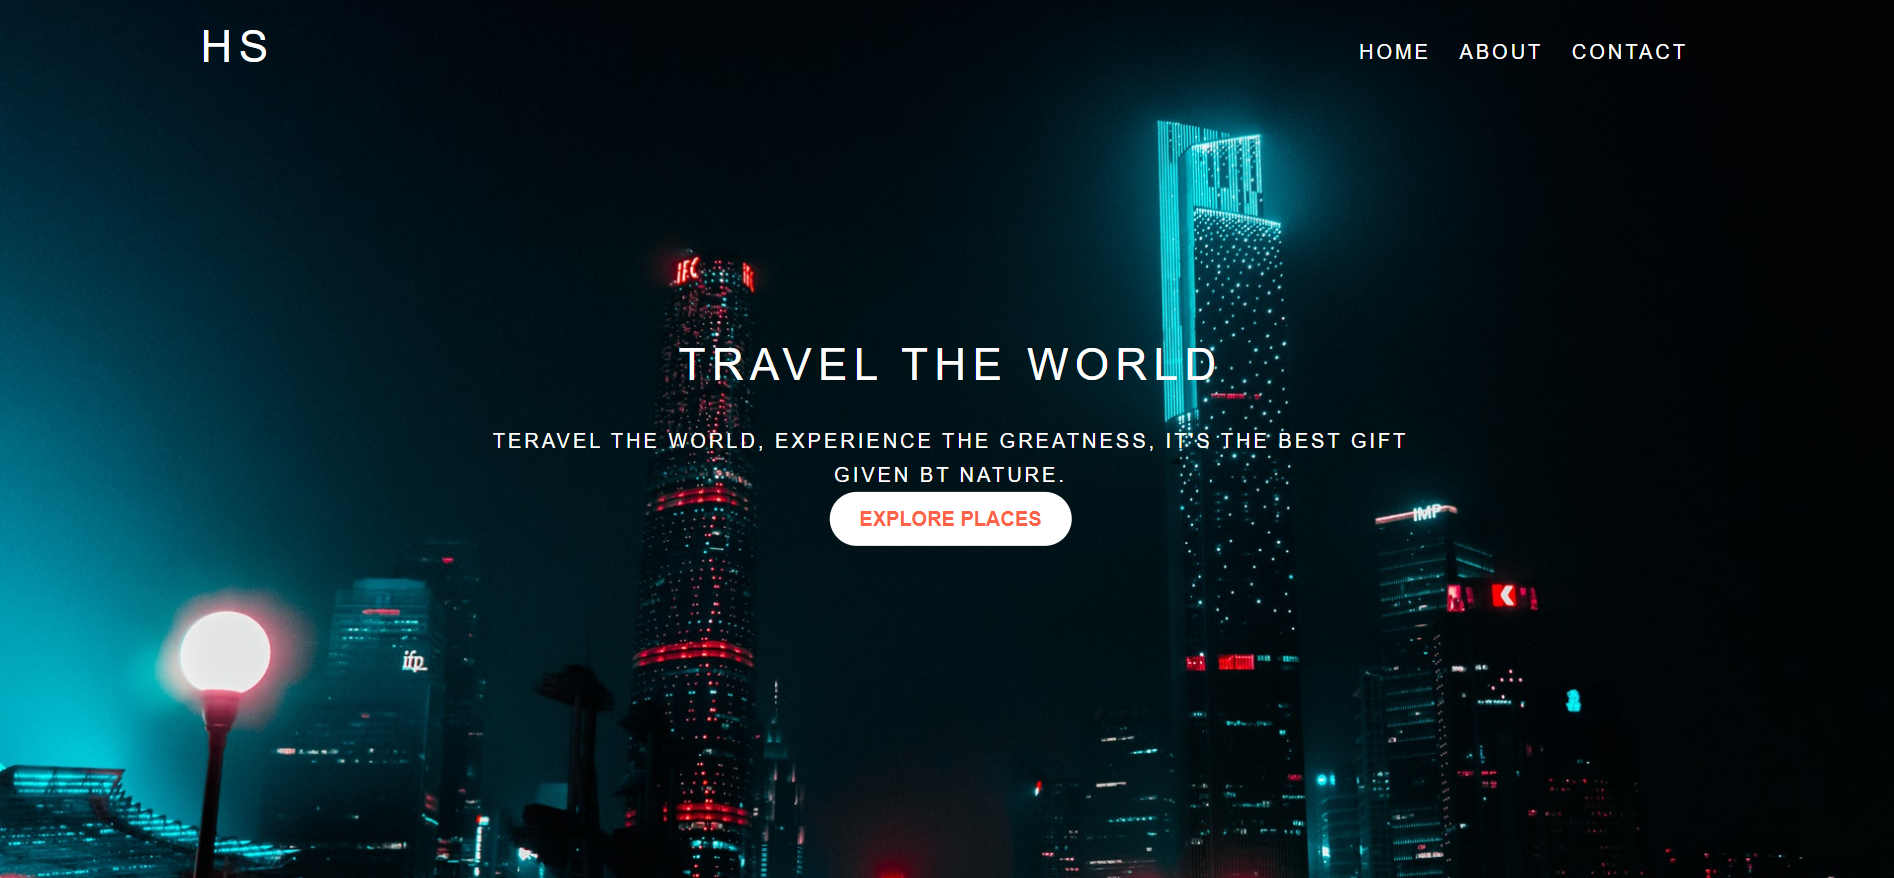 HS
HOME ABOUT CONTACT
TRAVEL THE WORLD
TERAVEL THE WORLD, EXPERIENCE THE GREATNESS, IT'S THE BEST GIFT
GIVEN BT NATURE.
EXPLORE PLACES
IFC
IMP
ifp